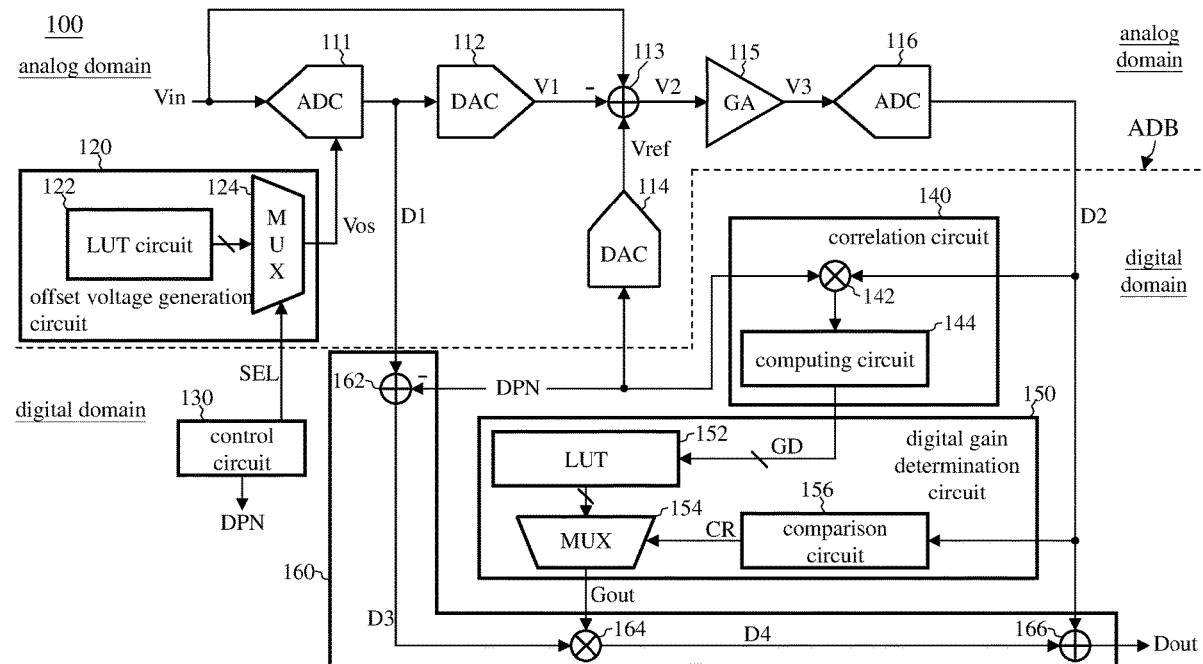 100
analog domain
Vin
111
ADC
112
DAC
V1
-
113
V2
115
GA
V3
116
ADC
analog
domain
ADB
120
122
LUT circuit
124
M
U
X
offset voltage generation
circuit
Vos
D1
Vref
114
DAC
140
correlation circuit
142
144
computing circuit
D2
digital
domain
SEL
digital domain
130
control
circuit
DPN
162
-
DPN
150
152
LUT
GD
digital gain
determination
circuit
154
MUX
CR
156
comparison
circuit
160
Gout
D3
164
D4
166
Dout